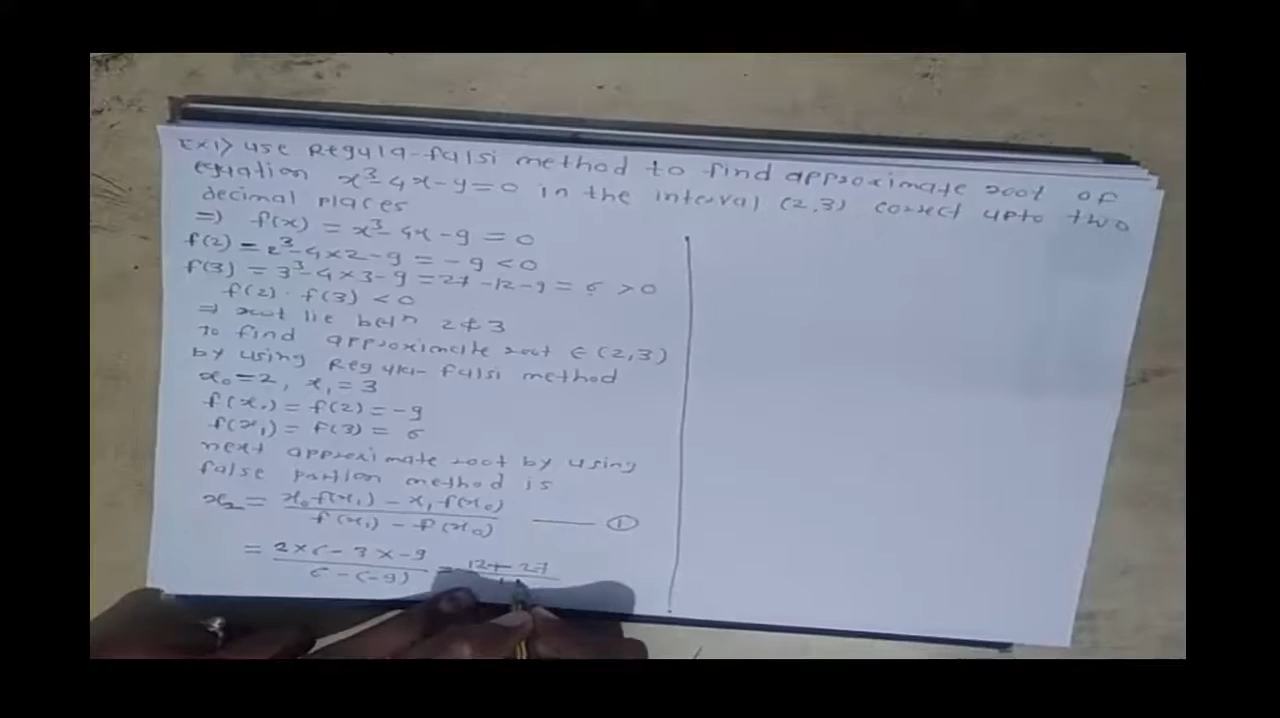 Ex1> Use Regula-falsi method to find approximate root of
equation x³-4x-9=0 in the interval (2,3) correct upto two
decimal places
⇒ f(x) = x³-4x-9 = 0
f(2) = 2³-4×2-9 = -9 < 0
f(3) = 3³-4×3-9 = 27-12-9 = 6 > 0
f(2) · f(3) < 0
⇒ root lie betⁿ 2 & 3
To find approximate root ∈ (2,3)
by using Regula-falsi method
x₀=2, x₁=3
f(x₀) = f(2) = -9
f(x₁) = f(3) = 6
next approximate root by using
false position method is
x₂ = x₀f(x₁) - x₁f(x₀) / f(x₁) - f(x₀) —— ①
= 2×6-3×-9 / 6-(-9) = 12+27 /